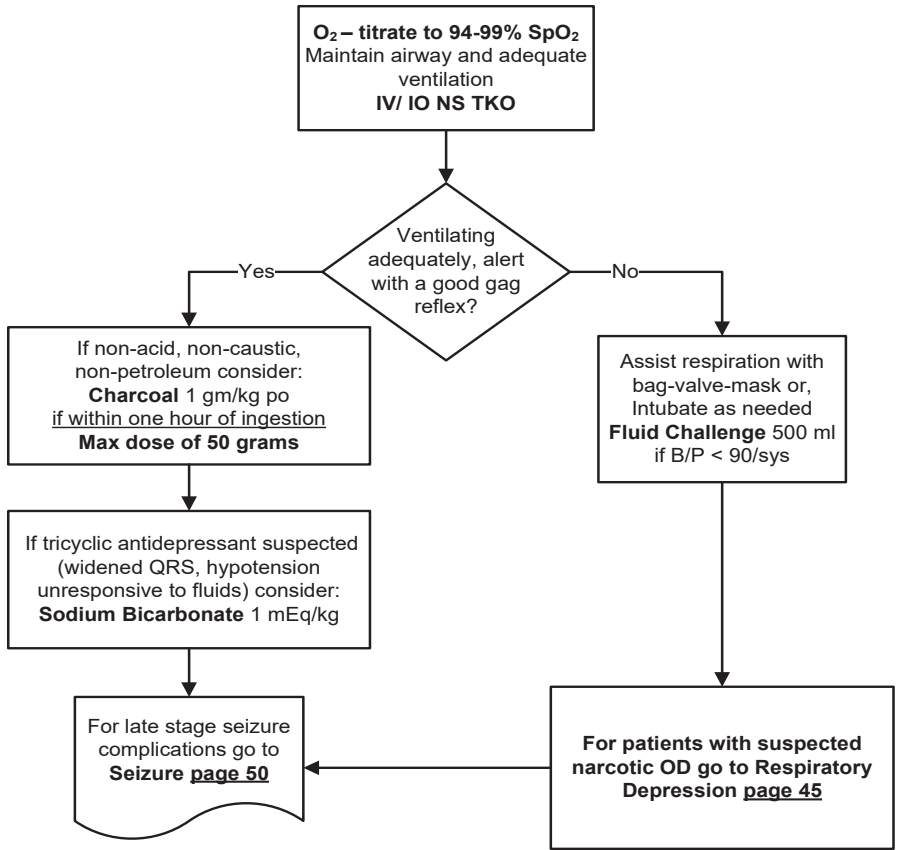 O₂ – titrate to 94-99% SpO₂
Maintain airway and adequate
ventilation
IV/ IO NS TKO
Ventilating
adequately, alert
with a good gag
reflex?
Yes
No
If non-acid, non-caustic,
non-petroleum consider:
Charcoal 1 gm/kg po
if within one hour of ingestion
Max dose of 50 grams
Assist respiration with
bag-valve-mask or,
Intubate as needed
Fluid Challenge 500 ml
if B/P < 90/sys
If tricyclic antidepressant suspected
(widened QRS, hypotension
unresponsive to fluids) consider:
Sodium Bicarbonate 1 mEq/kg
For late stage seizure
complications go to
Seizure page 50
For patients with suspected
narcotic OD go to Respiratory
Depression page 45